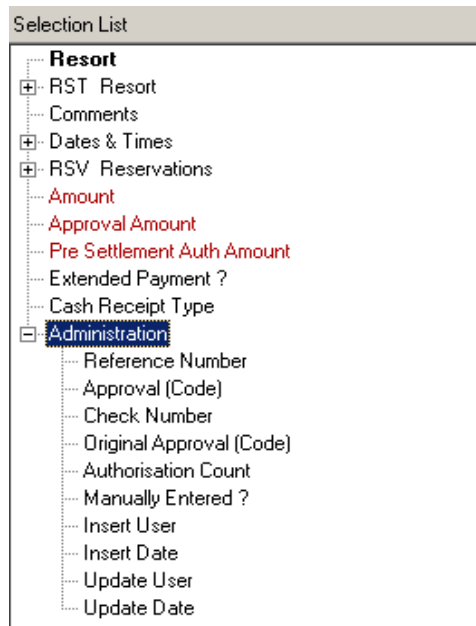 Selection List
Resort
RST Resort
Comments
Dates & Times
RSV Reservations
Amount
Approval Amount
Pre Settlement Auth Amount
Extended Payment ?
Cash Receipt Type
Administration
Reference Number
Approval (Code)
Check Number
Original Approval (Code)
Authorisation Count
Manually Entered ?
Insert User
Insert Date
Update User
Update Date